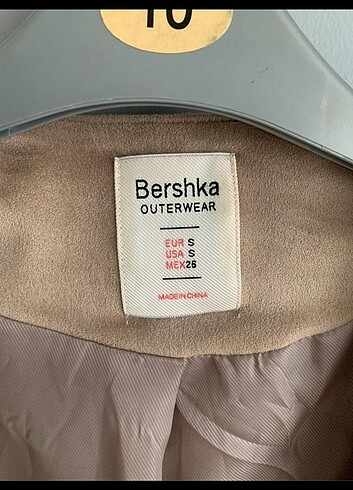 10
Bershka
OUTERWEAR
EUR S
USA S
MEX 26
MADE IN CHINA